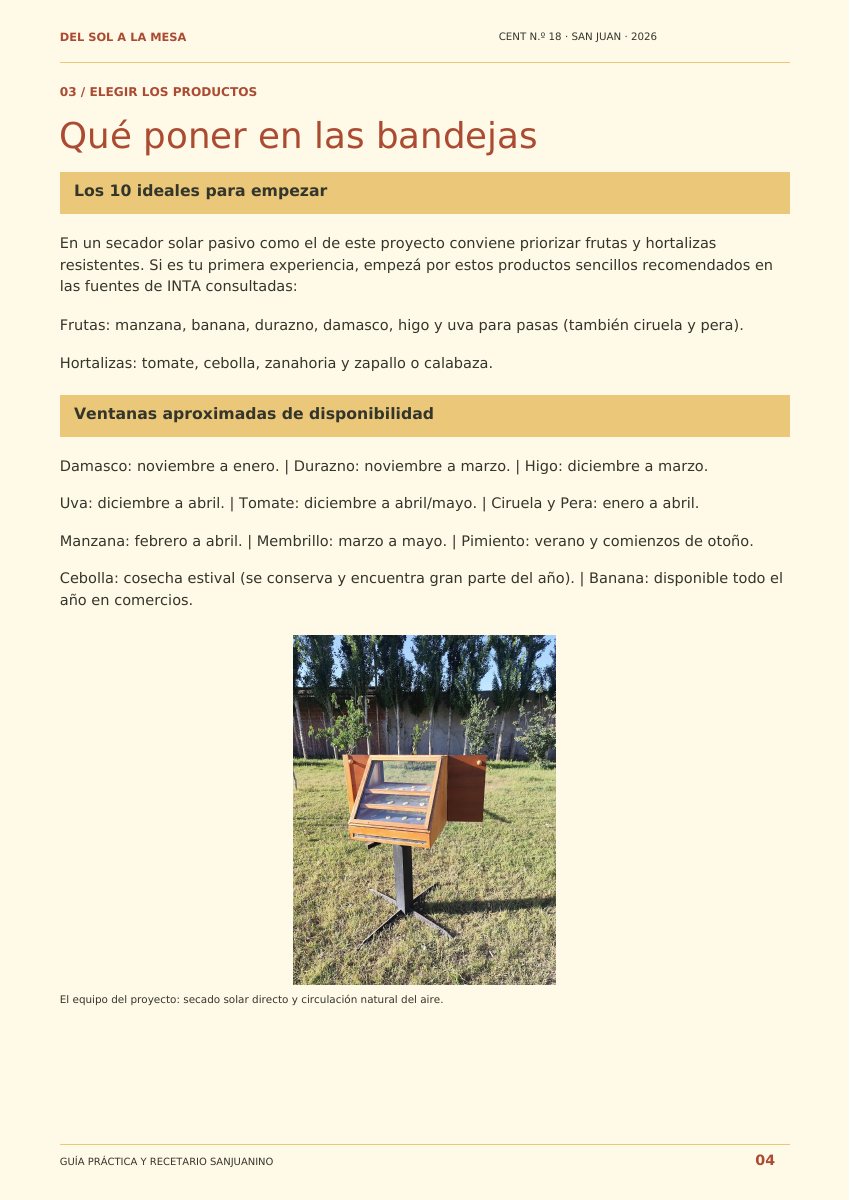 DEL SOL A LA MESA
CENT N.º 18 · SAN JUAN · 2026
03 / ELEGIR LOS PRODUCTOS
Qué poner en las bandejas
Los 10 ideales para empezar
En un secador solar pasivo como el de este proyecto conviene priorizar frutas y hortalizas
resistentes. Si es tu primera experiencia, empezá por estos productos sencillos recomendados en
las fuentes de INTA consultadas:
Frutas: manzana, banana, durazno, damasco, higo y uva para pasas (también ciruela y pera).
Hortalizas: tomate, cebolla, zanahoria y zapallo o calabaza.
Ventanas aproximadas de disponibilidad
Damasco: noviembre a enero. | Durazno: noviembre a marzo. | Higo: diciembre a marzo.
Uva: diciembre a abril. | Tomate: diciembre a abril/mayo. | Ciruela y Pera: enero a abril.
Manzana: febrero a abril. | Membrillo: marzo a mayo. | Pimiento: verano y comienzos de otoño.
Cebolla: cosecha estival (se conserva y encuentra gran parte del año). | Banana: disponible todo el
año en comercios.
El equipo del proyecto: secado solar directo y circulación natural del aire.
GUÍA PRÁCTICA Y RECETARIO SANJUANINO
04